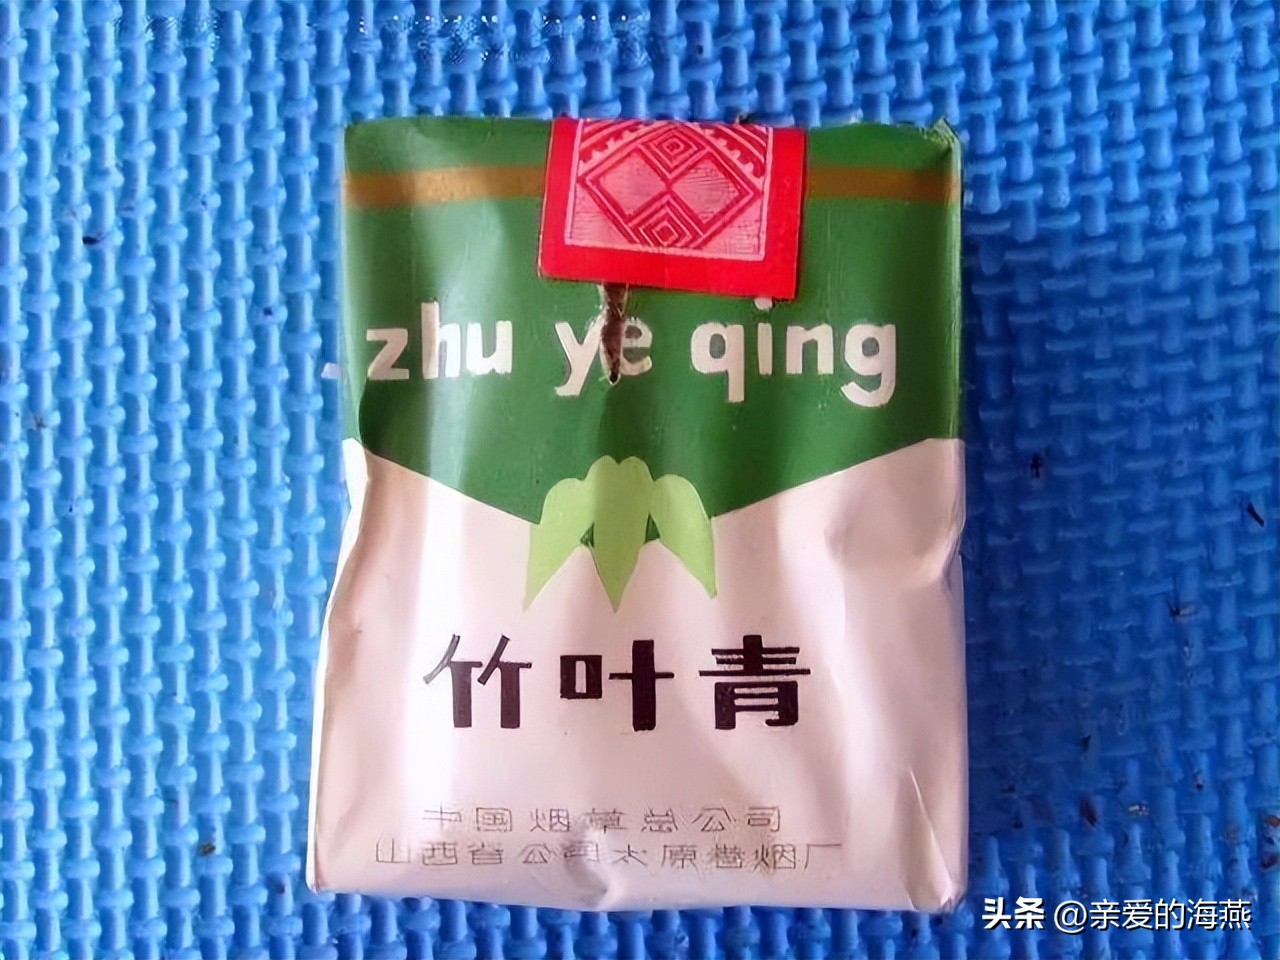 zhu ye qing
竹叶青
中国烟草总公司
山西省公司太原卷烟厂
头条 @亲爱的海燕